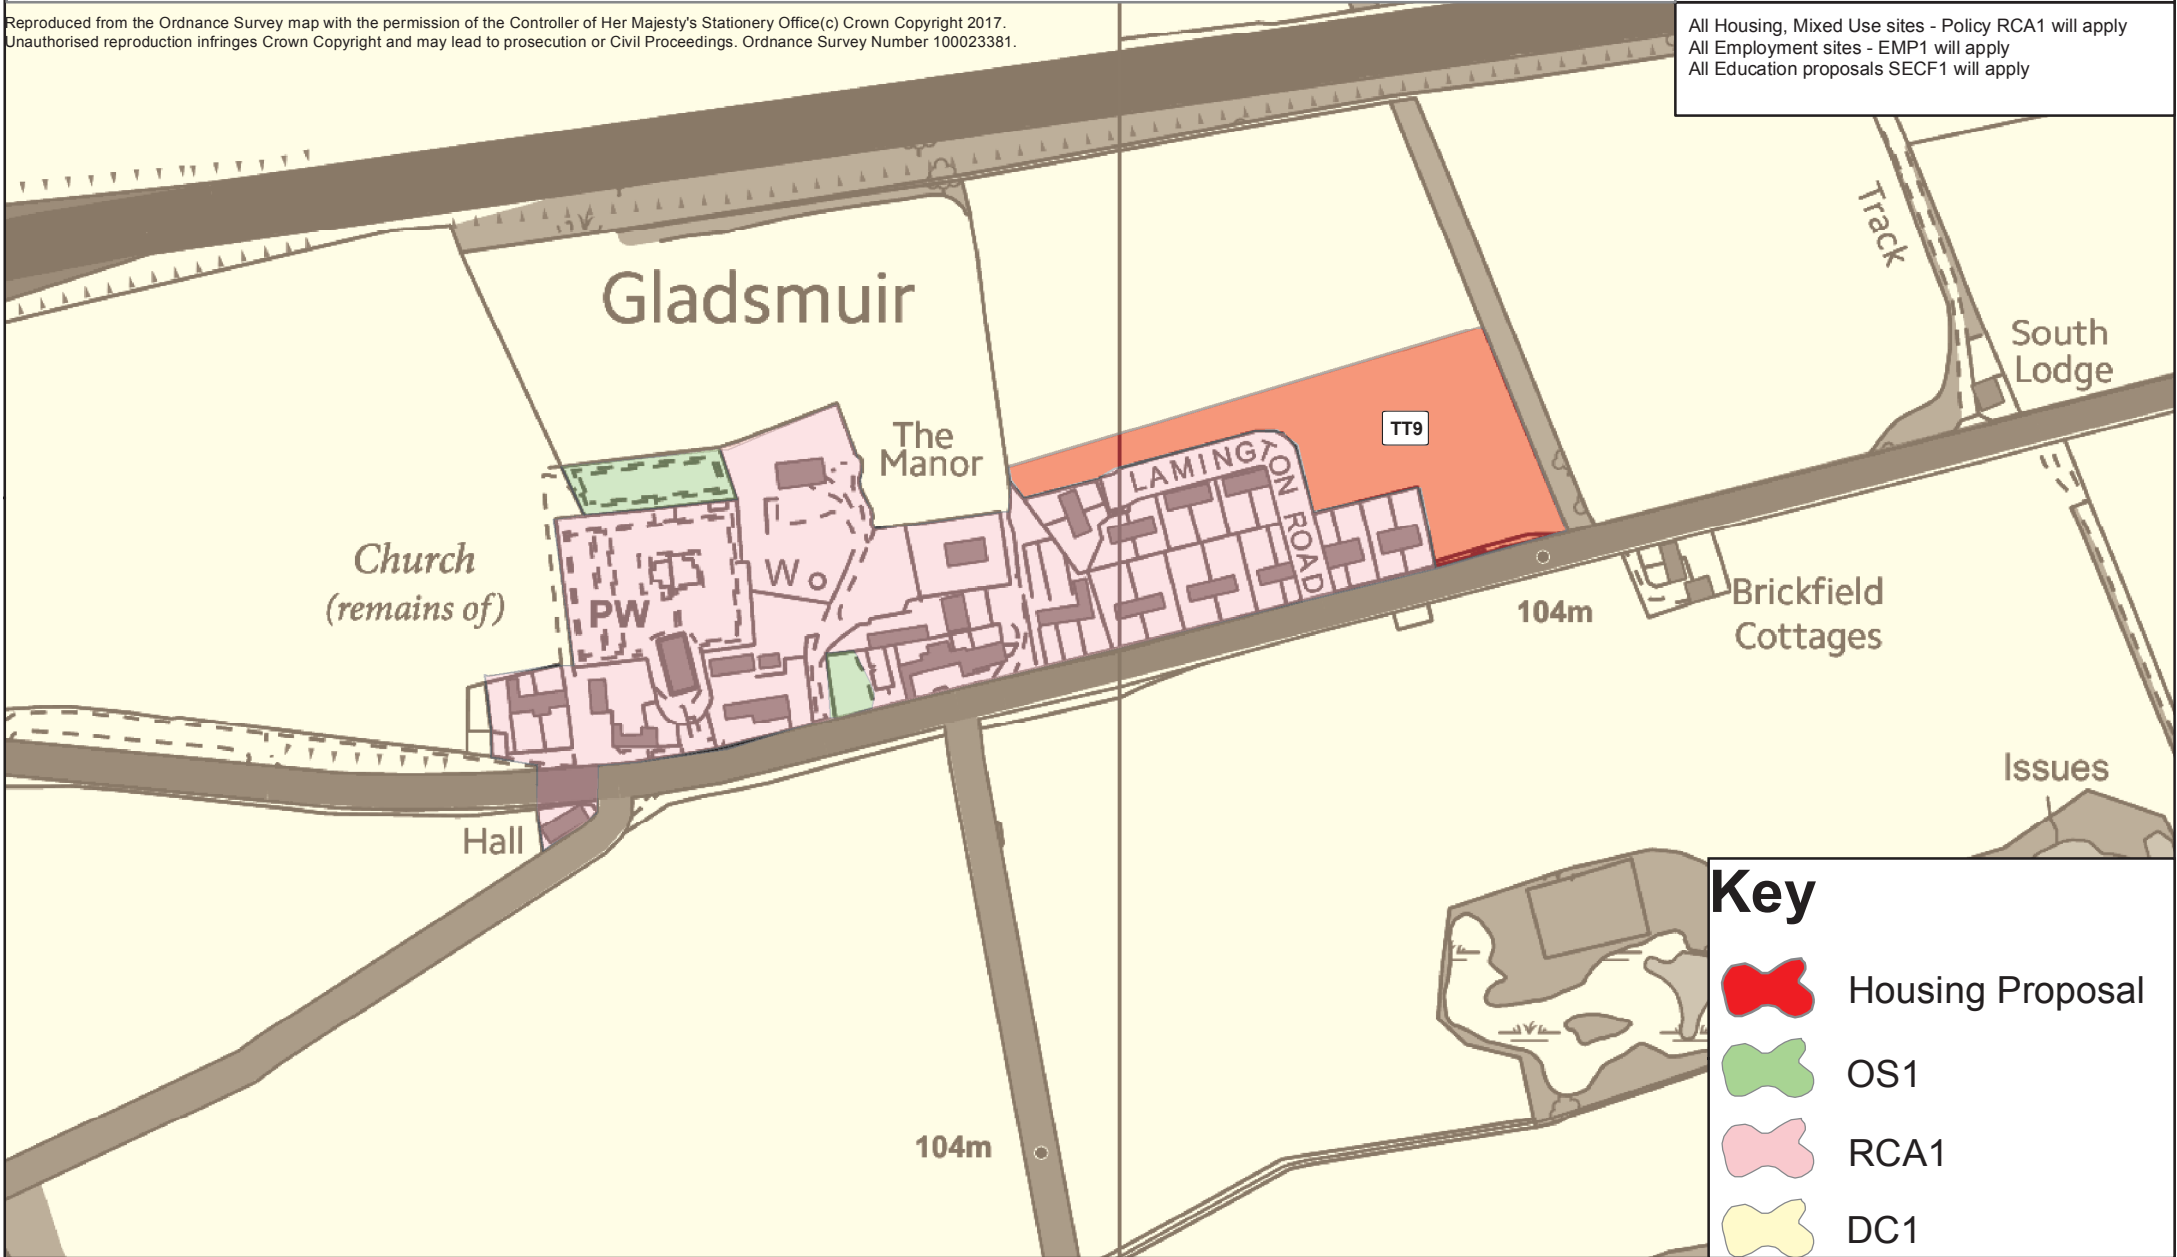 Reproduced from the Ordnance Survey map with the permission of the Controller of Her Majesty's Stationery Office(c) Crown Copyright 2017.
Unauthorised reproduction infringes Crown Copyright and may lead to prosecution or Civil Proceedings. Ordnance Survey Number 100023381.
All Housing, Mixed Use sites - Policy RCA1 will apply
All Employment sites - EMP1 will apply
All Education proposals SECF1 will apply
Track
Gladsmuir
South
Lodge
The
Manor
TT9
LAMINGTON ROAD
Church
(remains of)
W
PW
Brickfield
Cottages
104m
Issues
Hall
104m
Key
Housing Proposal
OS1
RCA1
DC1